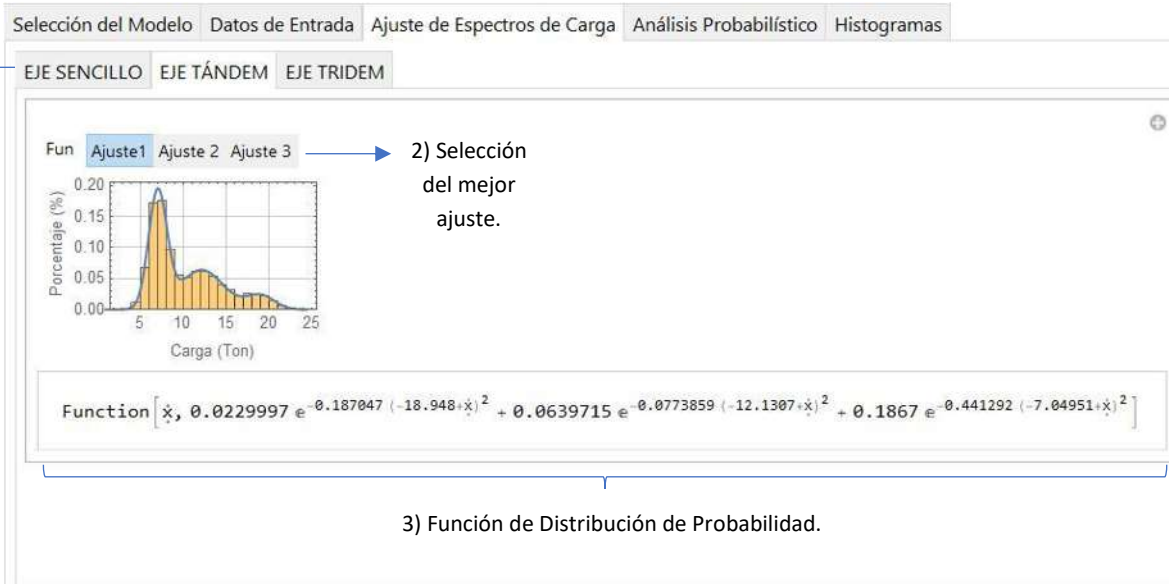 Selección del Modelo Datos de Entrada Ajuste de Espectros de Carga Análisis Probabilístico Histogramas
EJE SENCILLO EJE TÁNDEM EJE TRIDEM
Fun Ajuste1 Ajuste 2 Ajuste 3
2) Selección
del mejor
ajuste.
Porcentaje (%)
0.20
0.15
0.10
0.05
0.00
5 10 15 20 25
Carga (Ton)
Function[ẋ, 0.0229997 e^-0.187047 (-18.948+ẋ)^2 + 0.0639715 e^-0.0773859 (-12.1307+ẋ)^2 + 0.1867 e^-0.441292 (-7.04951+ẋ)^2]
3) Función de Distribución de Probabilidad.